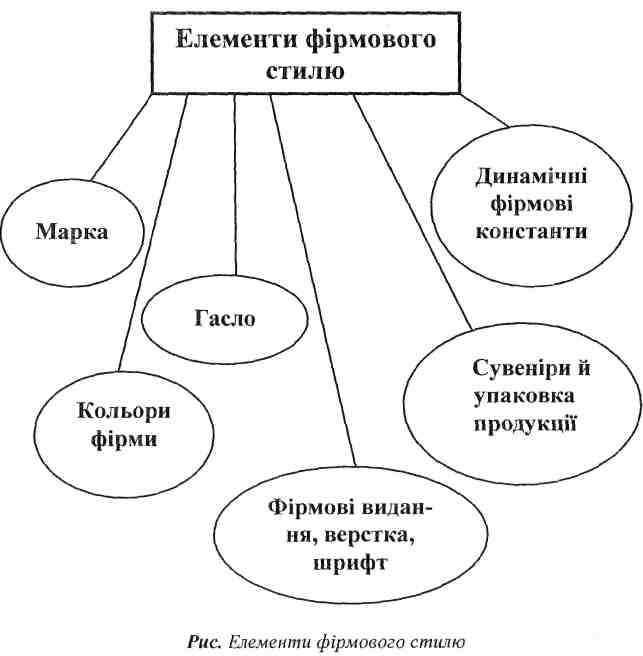 Елементи фірмового
стилю
Марка
Кольори
фірми
Гасло
Фірмові видан-
ня, верстка,
шрифт
Сувеніри й
упаковка
продукції
Динамічні
фірмові
константи
Рис. Елементи фірмового стилю